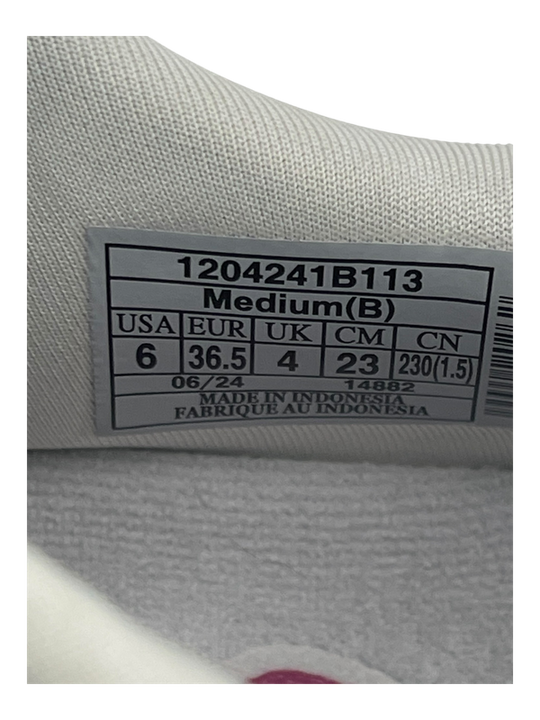 1204241B113
Medium(B)
USA EUR UK CM CN
6 36.5 4 23 230(1.5)
06/24 14882
MADE IN INDONESIA
FABRIQUE AU INDONESIA